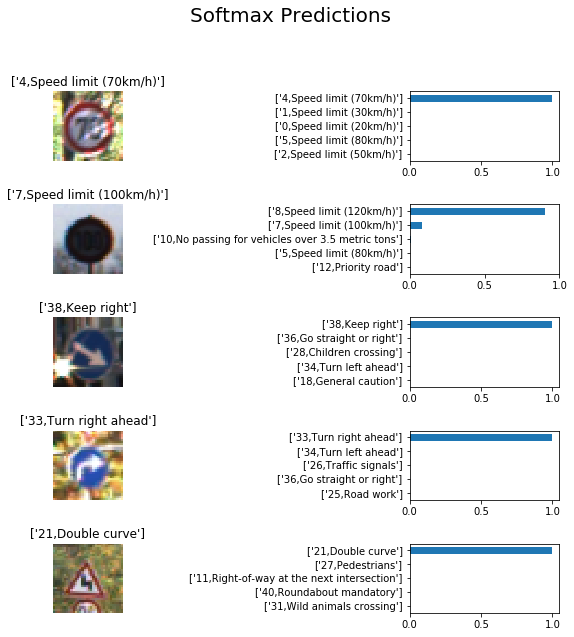 Softmax Predictions
['4,Speed limit (70km/h)']
['4,Speed limit (70km/h)']
['1,Speed limit (30km/h)']
['0,Speed limit (20km/h)']
['5,Speed limit (80km/h)']
['2,Speed limit (50km/h)']
0.0 0.5 1.0
['7,Speed limit (100km/h)']
['8,Speed limit (120km/h)']
['7,Speed limit (100km/h)']
['10,No passing for vehicles over 3.5 metric tons']
['5,Speed limit (80km/h)']
['12,Priority road']
0.0 0.5 1.0
['38,Keep right']
['38,Keep right']
['36,Go straight or right']
['28,Children crossing']
['34,Turn left ahead']
['18,General caution']
0.0 0.5 1.0
['33,Turn right ahead']
['33,Turn right ahead']
['34,Turn left ahead']
['26,Traffic signals']
['36,Go straight or right']
['25,Road work']
0.0 0.5 1.0
['21,Double curve']
['21,Double curve']
['27,Pedestrians']
['11,Right-of-way at the next intersection']
['40,Roundabout mandatory']
['31,Wild animals crossing']
0.0 0.5 1.0